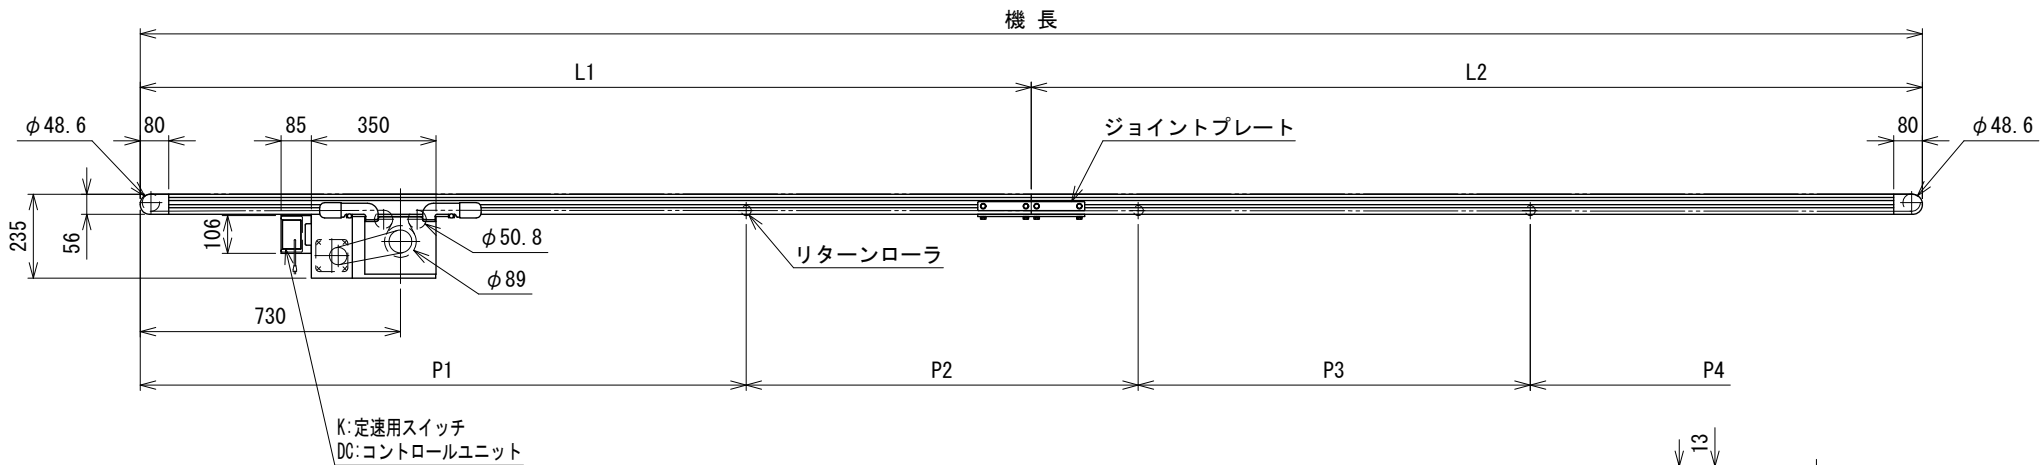 機 長
L1
L2
φ48.6
80
85
350
ジョイントプレート
80
φ48.6
235
56
106
φ50.8
リターンローラ
φ89
730
P1
P2
P3
P4
K:定速用スイッチ
DC:コントロールユニット
13